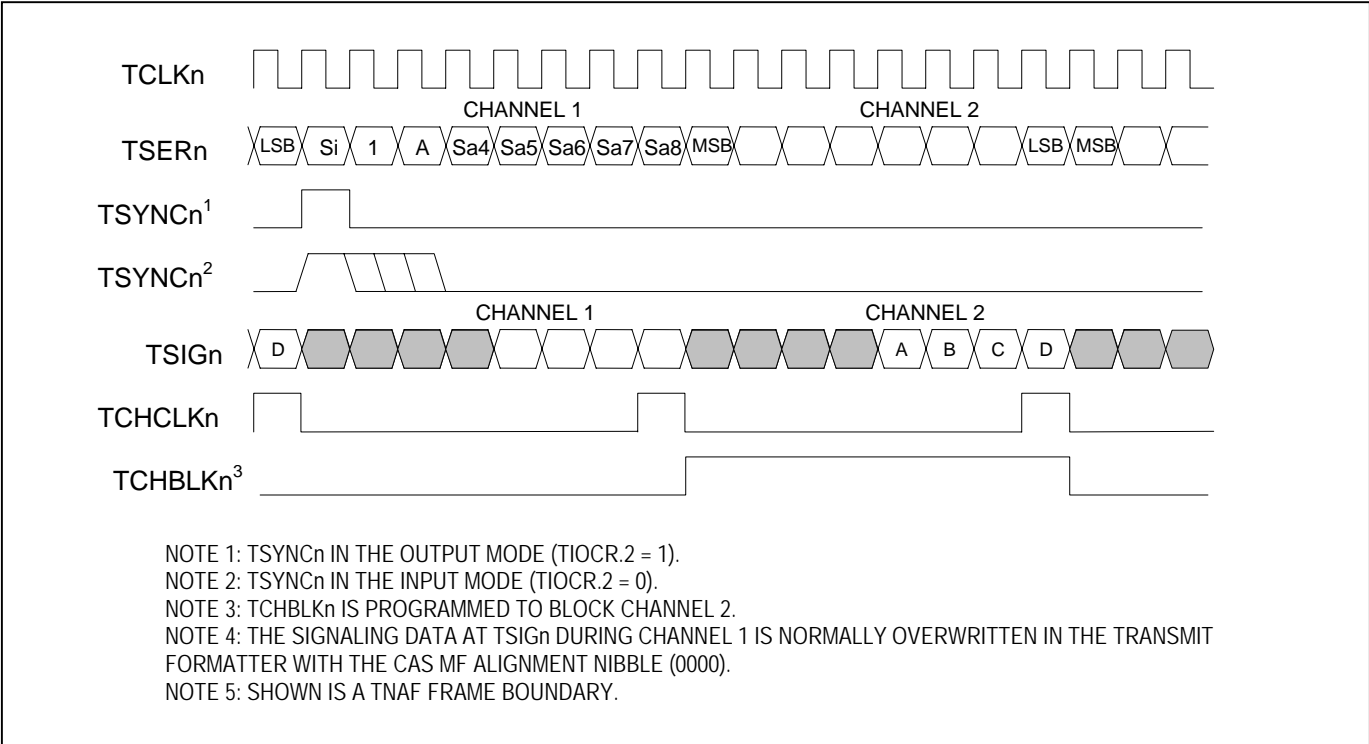 TCLKn
CHANNEL 1 CHANNEL 2
TSERn LSB Si 1 A Sa4 Sa5 Sa6 Sa7 Sa8 MSB LSB MSB
TSYNCn1
TSYNCn2
CHANNEL 1 CHANNEL 2
TSIGn D A B C D
TCHCLKn
TCHBLKn3
NOTE 1: TSYNCn IN THE OUTPUT MODE (TIOCR.2 = 1).
NOTE 2: TSYNCn IN THE INPUT MODE (TIOCR.2 = 0).
NOTE 3: TCHBLKn IS PROGRAMMED TO BLOCK CHANNEL 2.
NOTE 4: THE SIGNALING DATA AT TSIGn DURING CHANNEL 1 IS NORMALLY OVERWRITTEN IN THE TRANSMIT
FORMATTER WITH THE CAS MF ALIGNMENT NIBBLE (0000).
NOTE 5: SHOWN IS A TNAF FRAME BOUNDARY.